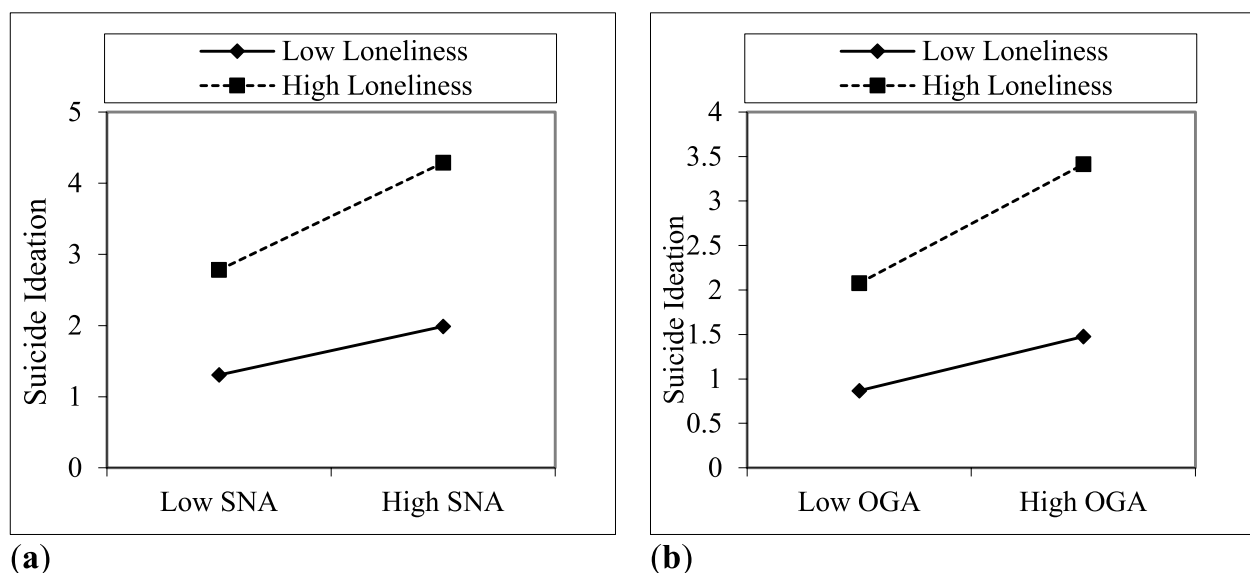 Low Loneliness
High Loneliness
5
4
3
2
1
0
Suicide Ideation
Low SNA High SNA
(a)
Low Loneliness
High Loneliness
4
3.5
3
2.5
2
1.5
1
0.5
0
Suicide Ideation
Low OGA High OGA
(b)